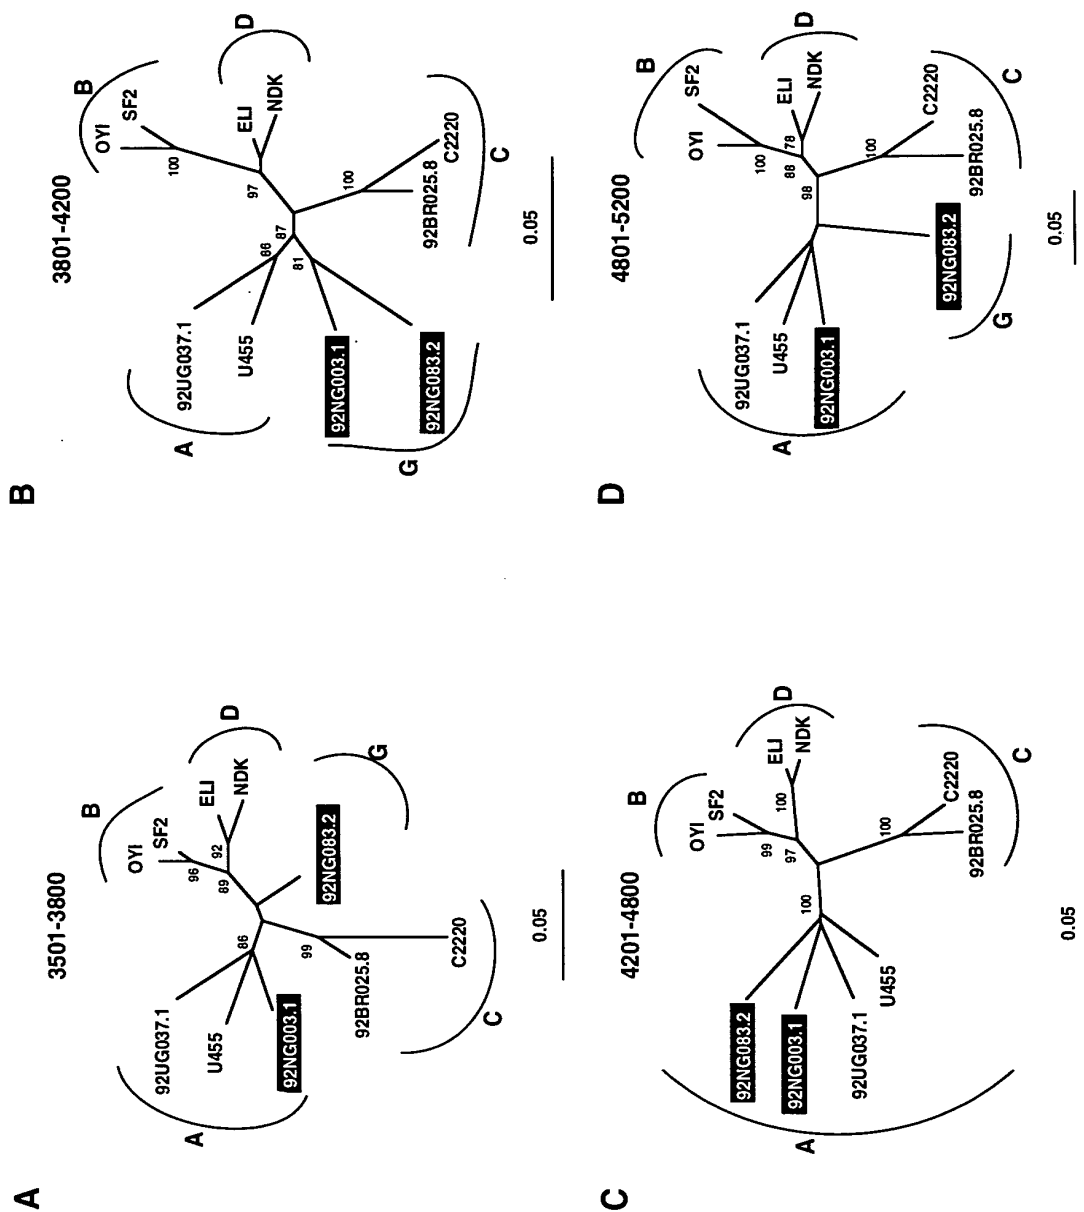 A
3501-3800
B
OYI
SF2
96
89
92
ELI
NDK
D
G
92NG083.2
86
99
92UG037.1
U455
92NG003.1
A
92BR025.8
C2220
C
0.05
B
3801-4200
B
OYI
SF2
100
97
ELI
NDK
D
86
87
81
100
92UG037.1
U455
92NG003.1
92NG083.2
A
G
92BR025.8
C2220
C
0.05
C
4201-4800
B
OYI
SF2
99
97
100
ELI
NDK
D
100
100
92NG083.2
92NG003.1
92UG037.1
U455
A
92BR025.8
C2220
C
0.05
D
4801-5200
B
OYI
SF2
100
88
78
ELI
NDK
D
98
100
92UG037.1
U455
92NG003.1
A
92NG083.2
G
92BR025.8
C2220
C
0.05